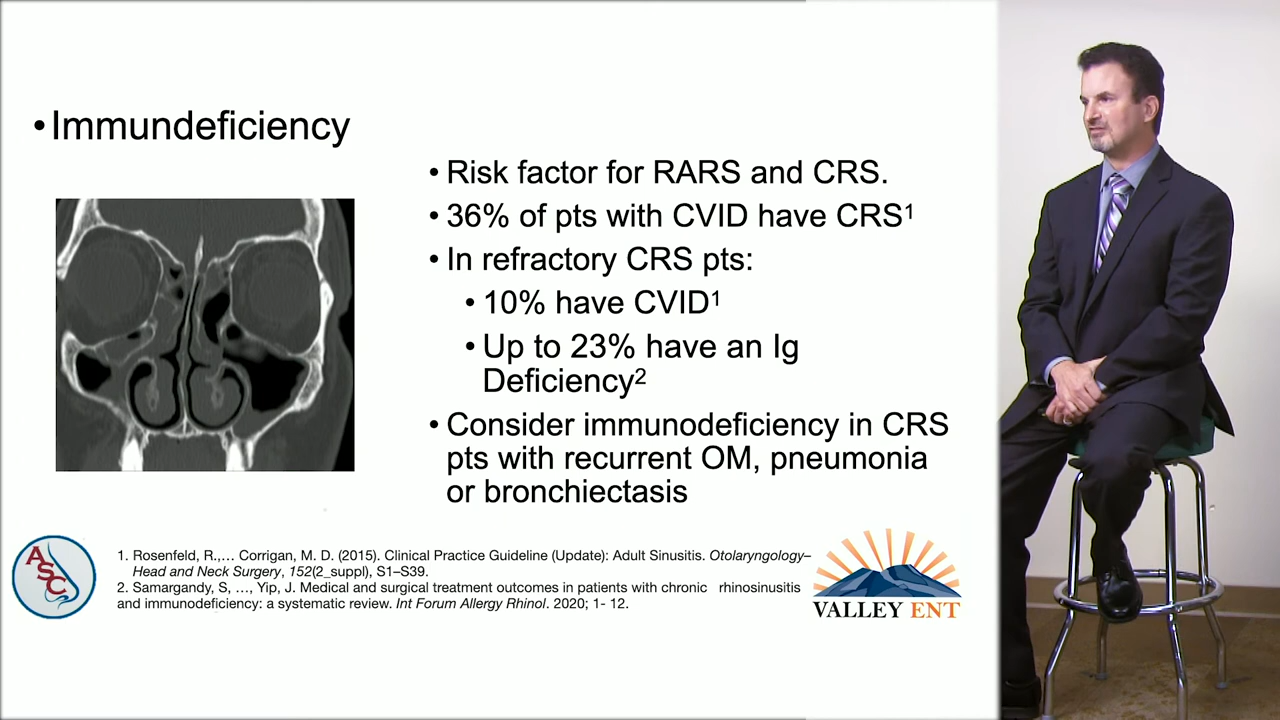 •Immundeficiency
• Risk factor for RARS and CRS.
• 36% of pts with CVID have CRS¹
• In refractory CRS pts:
• 10% have CVID¹
• Up to 23% have an Ig
Deficiency²
• Consider immunodeficiency in CRS
pts with recurrent OM, pneumonia
or bronchiectasis
1. Rosenfeld, R.,… Corrigan, M. D. (2015). Clinical Practice Guideline (Update): Adult Sinusitis. Otolaryngology–
Head and Neck Surgery, 152(2_suppl), S1–S39.
2. Samargandy, S, …, Yip, J. Medical and surgical treatment outcomes in patients with chronic rhinosinusitis
and immunodeficiency: a systematic review. Int Forum Allergy Rhinol. 2020; 1- 12.
ASC
VALLEY ENT